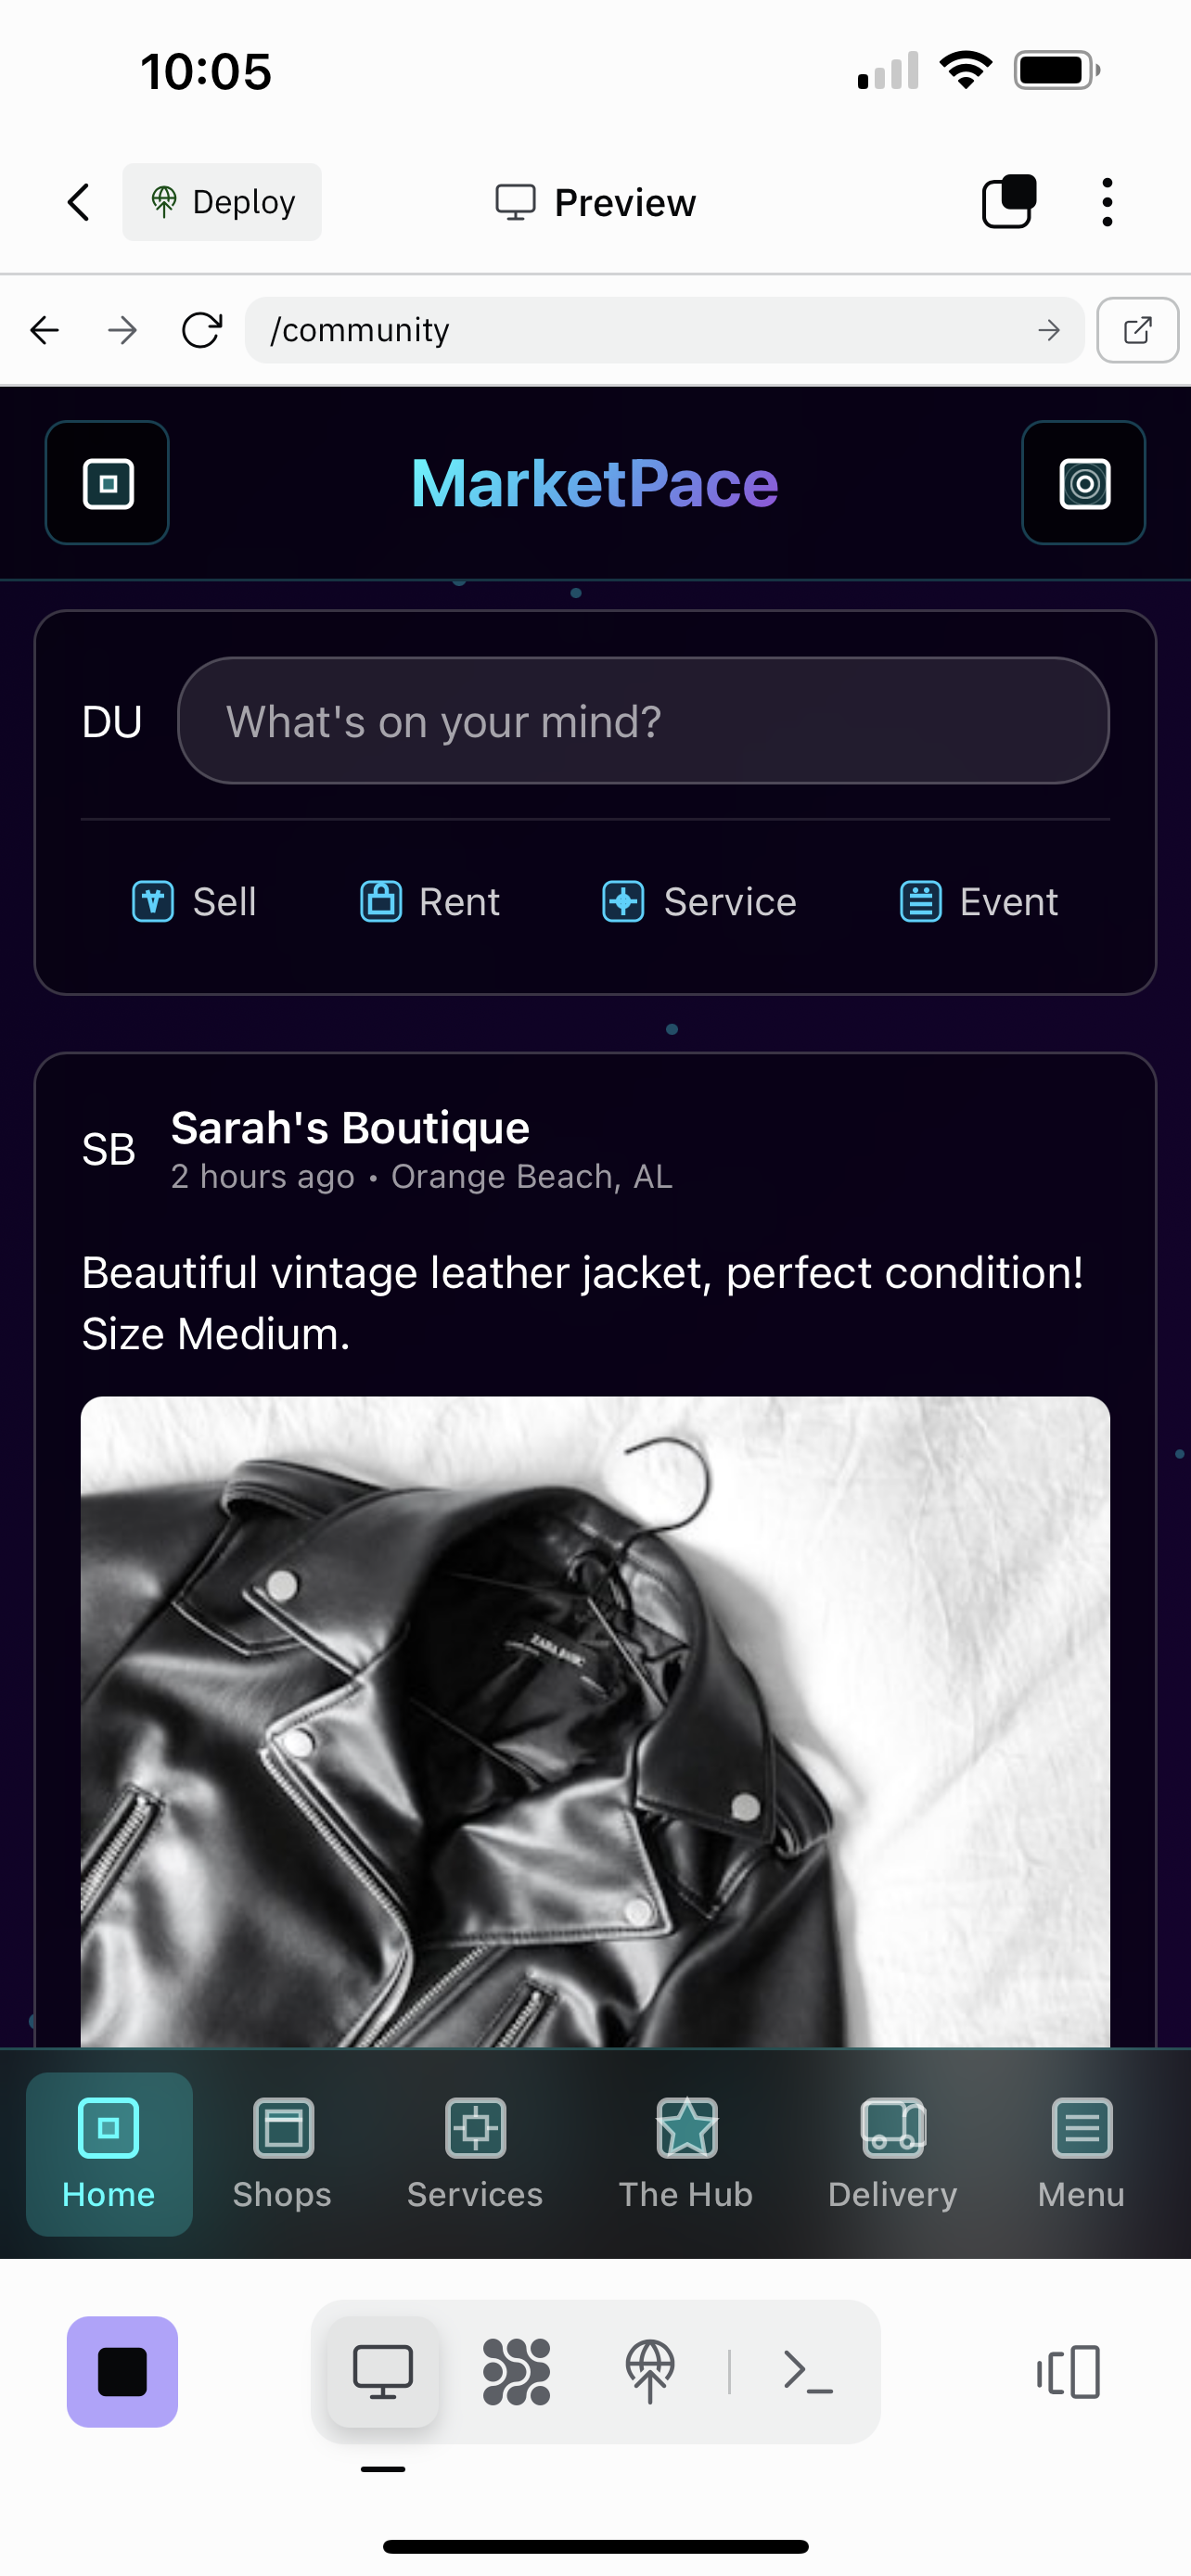 10:05
Deploy
Preview
/community
MarketPace
DU
What's on your mind?
Sell
Rent
Service
Event
SB
Sarah's Boutique
2 hours ago • Orange Beach, AL
Beautiful vintage leather jacket, perfect condition!
Size Medium.
ZARA BASIC
Home
Shops
Services
The Hub
Delivery
Menu